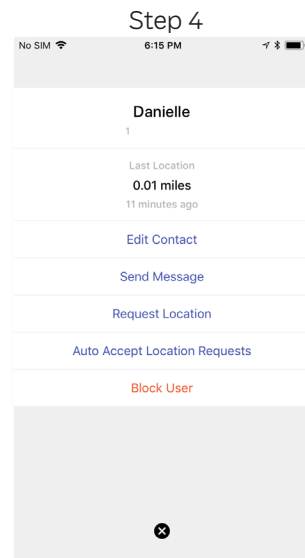 Step 4
No SIM 6:15 PM
Danielle
1
Last Location
0.01 miles
11 minutes ago
Edit Contact
Send Message
Request Location
Auto Accept Location Requests
Block User